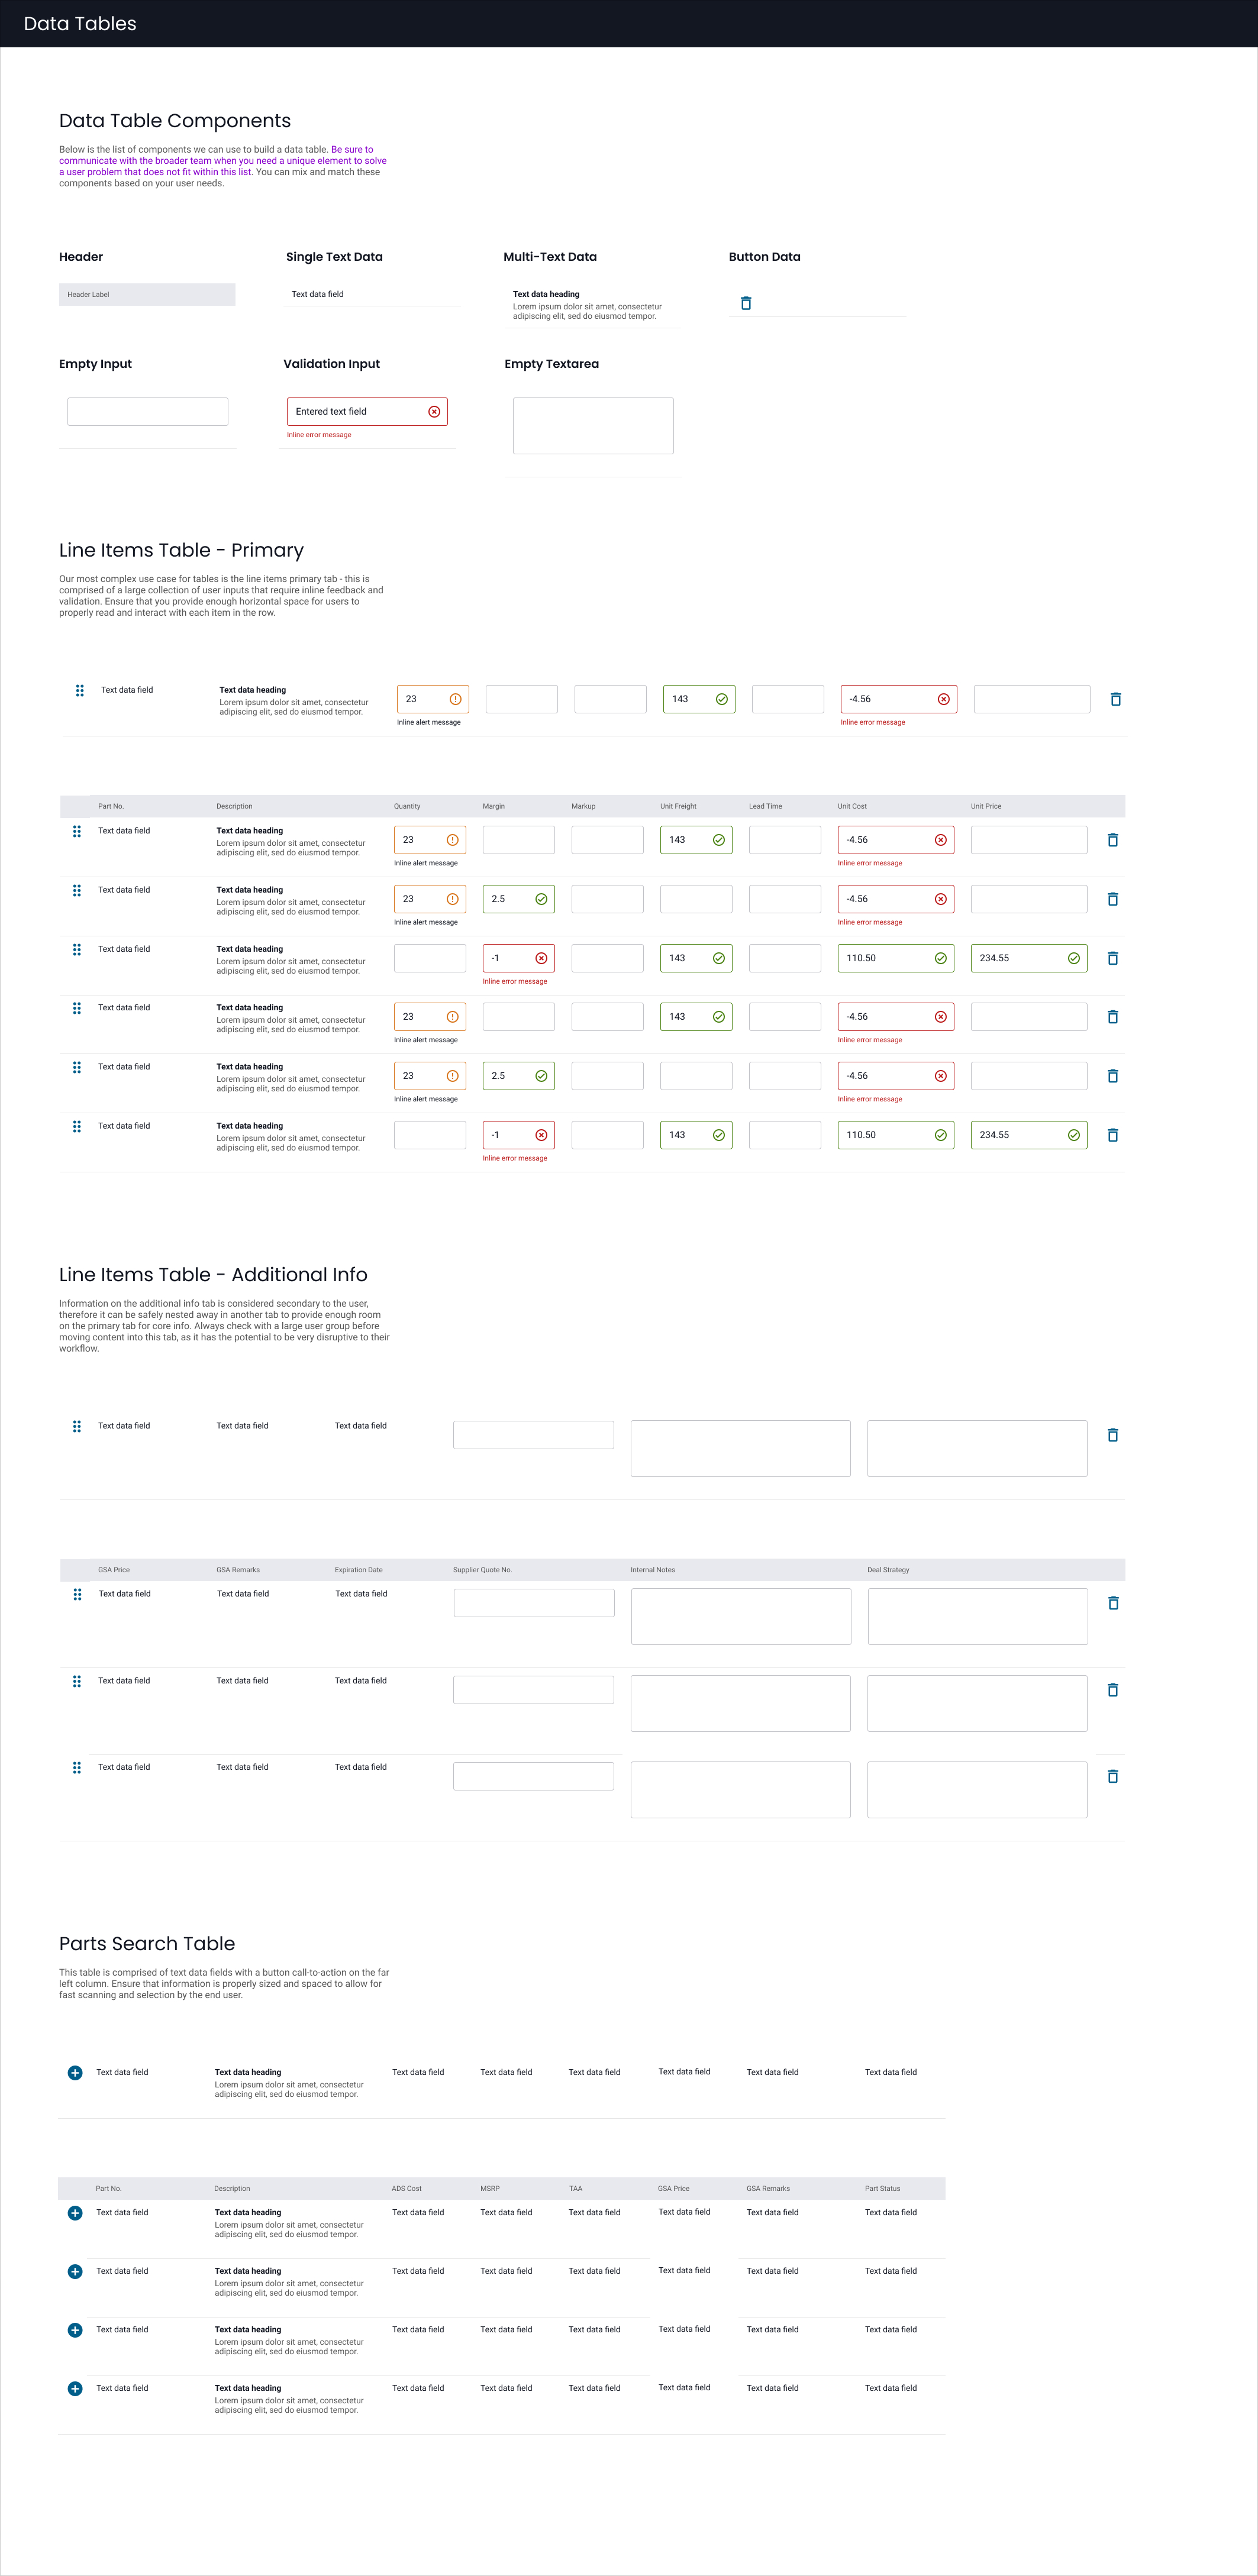 Data Tables
Data Table Components
Below is the list of components we can use to build a data table. Be sure to
communicate with the broader team when you need a unique element to solve
a user problem that does not fit within this list. You can mix and match these
components based on your user needs.
Header
Single Text Data
Multi-Text Data
Button Data
Header Label
Text data field
Text data heading
Lorem ipsum dolor sit amet, consectetur
adipiscing elit, sed do eiusmod tempor.
Empty Input
Validation Input
Empty Textarea
Entered text field
Inline error message
Line Items Table - Primary
Our most complex use case for tables is the line items primary tab - this is
comprised of a large collection of user inputs that require inline feedback and
validation. Ensure that you provide enough horizontal space for users to
properly read and interact with each item in the row.
Text data field
Text data heading
Lorem ipsum dolor sit amet, consectetur
adipiscing elit, sed do eiusmod tempor.
23
Inline alert message
143
-4.56
Inline error message
Part No. Description Quantity Margin Markup Unit Freight Lead Time Unit Cost Unit Price
Text data field
Text data heading
Lorem ipsum dolor sit amet, consectetur
adipiscing elit, sed do eiusmod tempor.
23
Inline alert message
143
-4.56
Inline error message
Text data field
Text data heading
Lorem ipsum dolor sit amet, consectetur
adipiscing elit, sed do eiusmod tempor.
23
Inline alert message
2.5
-4.56
Inline error message
Text data field
Text data heading
Lorem ipsum dolor sit amet, consectetur
adipiscing elit, sed do eiusmod tempor.
-1
Inline error message
143
110.50
234.55
Text data field
Text data heading
Lorem ipsum dolor sit amet, consectetur
adipiscing elit, sed do eiusmod tempor.
23
Inline alert message
143
-4.56
Inline error message
Text data field
Text data heading
Lorem ipsum dolor sit amet, consectetur
adipiscing elit, sed do eiusmod tempor.
23
Inline alert message
2.5
-4.56
Inline error message
Text data field
Text data heading
Lorem ipsum dolor sit amet, consectetur
adipiscing elit, sed do eiusmod tempor.
-1
Inline error message
143
110.50
234.55
Line Items Table - Additional Info
Information on the additional info tab is considered secondary to the user,
therefore it can be safely nested away in another tab to provide enough room
on the primary tab for core info. Always check with a large user group before
moving content into this tab, as it has the potential to be very disruptive to their
workflow.
Text data field Text data field Text data field
GSA Price GSA Remarks Expiration Date Supplier Quote No. Internal Notes Deal Strategy
Text data field Text data field Text data field
Text data field Text data field Text data field
Text data field Text data field Text data field
Parts Search Table
This table is comprised of text data fields with a button call-to-action on the far
left column. Ensure that information is properly sized and spaced to allow for
fast scanning and selection by the end user.
Text data field Text data heading Text data field Text data field Text data field Text data field Text data field Text data field
Lorem ipsum dolor sit amet, consectetur
adipiscing elit, sed do eiusmod tempor.
Part No. Description ADS Cost MSRP TAA GSA Price GSA Remarks Part Status
Text data field Text data heading Text data field Text data field Text data field Text data field Text data field Text data field
Lorem ipsum dolor sit amet, consectetur
adipiscing elit, sed do eiusmod tempor.
Text data field Text data heading Text data field Text data field Text data field Text data field Text data field Text data field
Lorem ipsum dolor sit amet, consectetur
adipiscing elit, sed do eiusmod tempor.
Text data field Text data heading Text data field Text data field Text data field Text data field Text data field Text data field
Lorem ipsum dolor sit amet, consectetur
adipiscing elit, sed do eiusmod tempor.
Text data field Text data heading Text data field Text data field Text data field Text data field Text data field Text data field
Lorem ipsum dolor sit amet, consectetur
adipiscing elit, sed do eiusmod tempor.